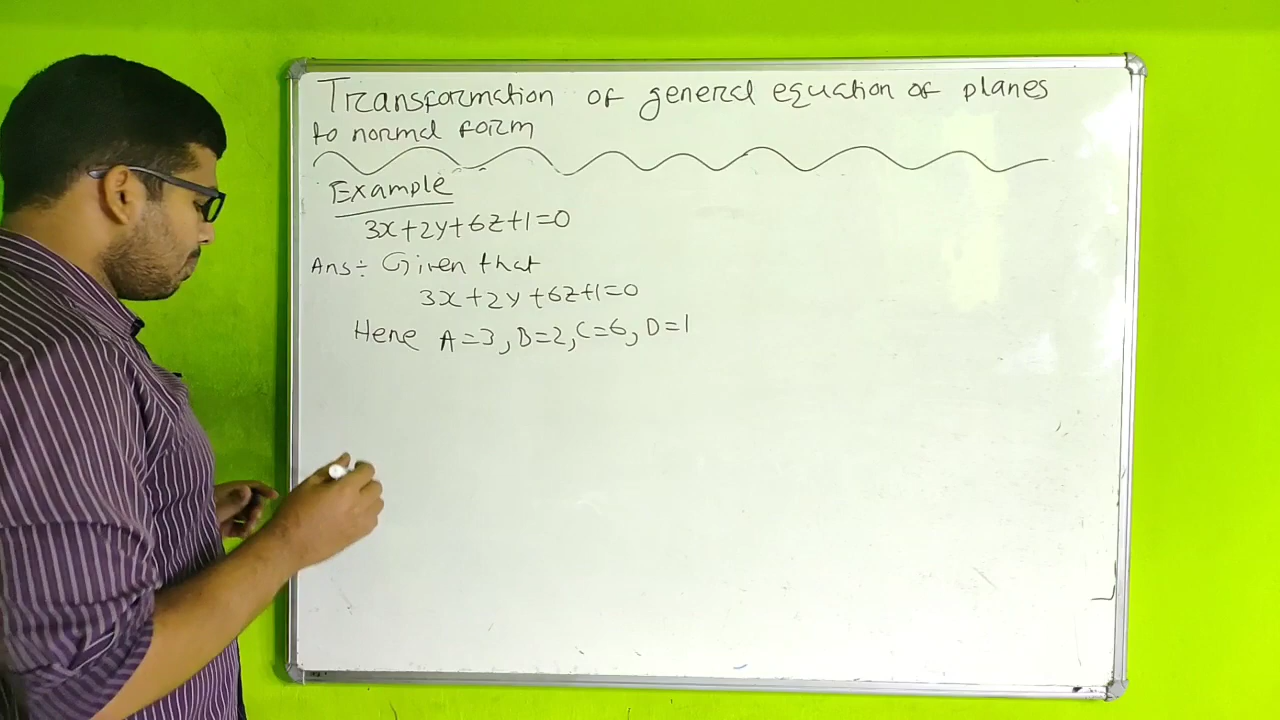 Transformation of general equation of planes
to normal form
Example
3x+2y+6z+1=0
Ans÷ Given that
3x+2y+6z+1=0
Here A=3, B=2, C=6, D=1